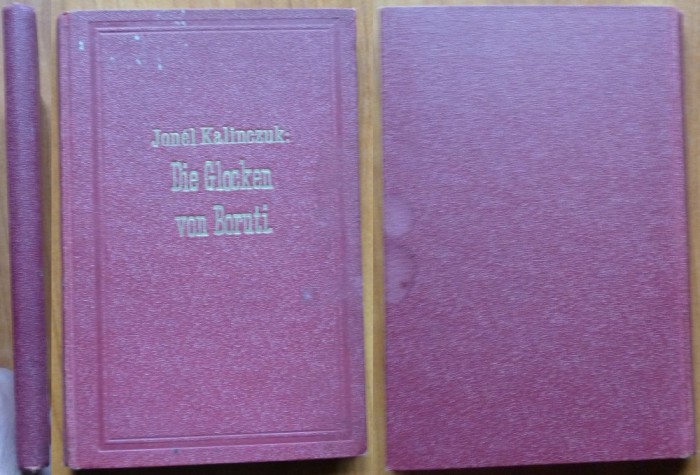 Jonél Kalinczuk:
Die Glocken
von Boruti.